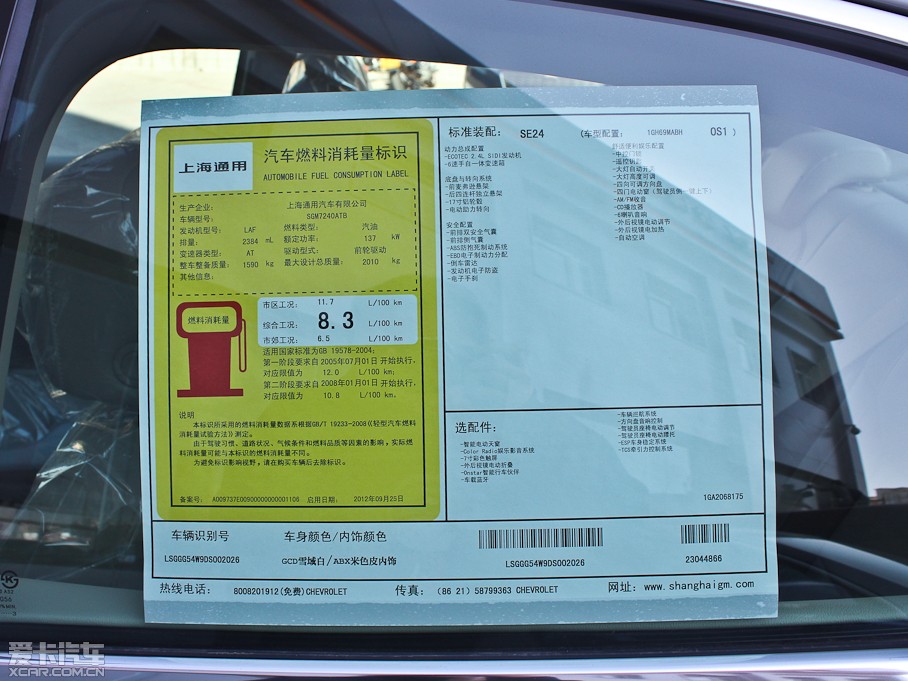 上海通用
汽车燃料消耗量标识
AUTOMOBILE FUEL CONSUMPTION LABEL
生产企业： 上海通用汽车有限公司
车辆型号： SGM7240ATB
发动机型号： LAF 燃料类型： 汽油
排量： 2384 mL 额定功率： 137 kW
变速器类型： AT 驱动型式： 前轮驱动
整车整备质量： 1590 kg 最大设计总质量： 2010 kg
其他信息：
燃料消耗量
市区工况： 11.7 L/100 km
综合工况： 8.3 L/100 km
市郊工况： 6.5 L/100 km
适用国家标准为GB 19578-2004；
第一阶段要求自 2005年07月01日 开始执行，
对应限值为 12.0 L/100 km；
第二阶段要求自 2008年01月01日 开始执行，
对应限值为 10.8 L/100 km。
说明
本标识所采用的燃料消耗量数据系根据GB/T 19233-2008《轻型汽车燃料
消耗量试验方法》测定。
由于驾驶习惯、道路状况、气候条件和燃料品质等因素的影响，实际燃
料消耗量可能与本标识的燃料消耗量不同。
为避免标识影响视野，请在购买车辆后去除标识。
备案号： 启用日期： 2012年09月25日
标准装配： SE24 (车型配置： 1GH69MABH 0S1 )
动力总成配置
-ECOTEC 2.4L SIDI发动机
-6速手自一体变速箱
底盘与转向系统
-前麦弗逊悬架
-后四连杆独立悬架
-17寸铝轮毂
-电动助力转向
安全配置
-前排双安全气囊
-前排侧气囊
-ABS防抱死制动系统
-EBD电子制动力分配
-倒车雷达
-发动机电子防盗
-电子手刹
舒适便利娱乐配置
-中控门锁
-遥控钥匙
-大灯自动开启
-大灯高度可调
-四向可调方向盘
-四门电动窗（驾驶员侧一键上下）
-AM/FM收音
-CD播放器
-6喇叭音响
-外后视镜电动调节
-外后视镜电加热
-自动空调
选配件：
-智能电动天窗
-Color Radio娱乐影音系统
-7寸彩色触屏
-外后视镜电动折叠
-Onstar智能行车伙伴
-车载蓝牙
-车辆巡航系统
-方向盘音响控制
-驾驶员座椅电动调节
-驾驶员座椅电动腰托
-ESP车身稳定系统
-TCS牵引力控制系统
1GA2068175
车辆识别号 车身颜色/内饰颜色
LSGGG54W9DS002026 GCD雪域白/ABX米色皮内饰 LSGGG54W9DS002026 23044866
热线电话： 8008201912(免费)CHEVROLET 传真： (86 21) 58799363 CHEVROLET 网址： www.shanghaigm.com
爱卡汽车
XCAR.COM.CN